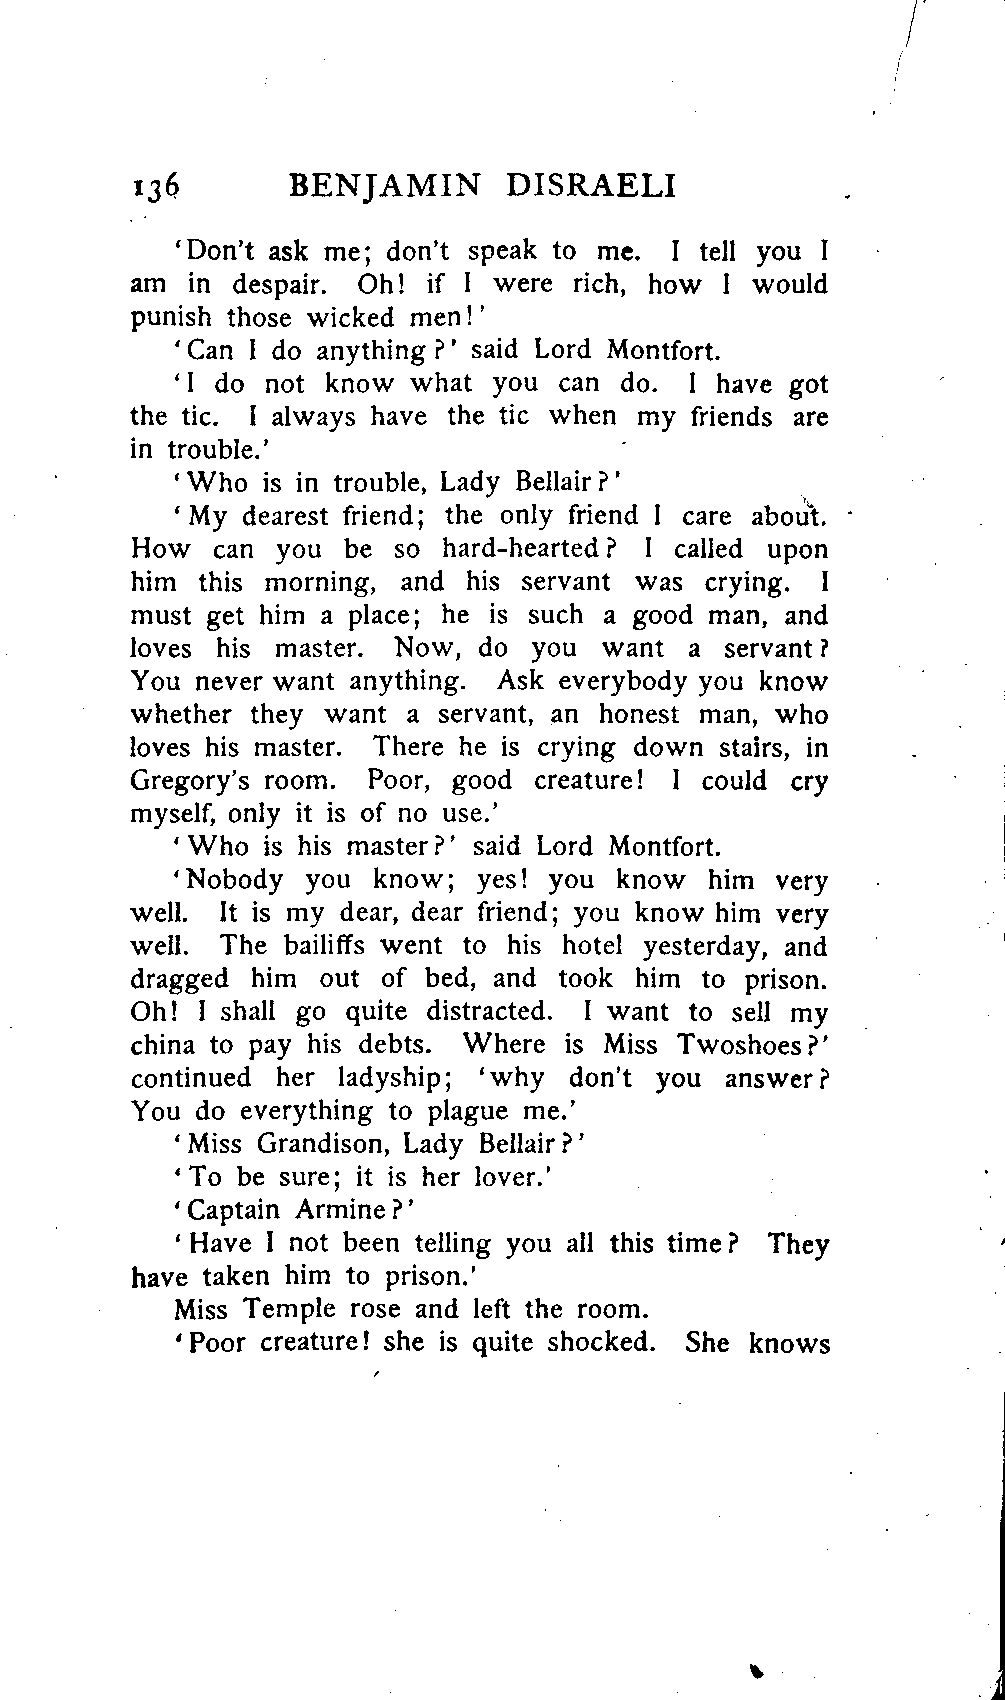 136 BENJAMIN DISRAELI
'Don't ask me; don't speak to me. I tell you I
am in despair. Oh! if I were rich, how I would
punish those wicked men!'
'Can I do anything?' said Lord Montfort.
'I do not know what you can do. I have got
the tic. I always have the tic when my friends are
in trouble.'
'Who is in trouble, Lady Bellair?'
'My dearest friend; the only friend I care about.
How can you be so hard-hearted? I called upon
him this morning, and his servant was crying. I
must get him a place; he is such a good man, and
loves his master. Now, do you want a servant?
You never want anything. Ask everybody you know
whether they want a servant, an honest man, who
loves his master. There he is crying down stairs, in
Gregory's room. Poor, good creature! I could cry
myself, only it is of no use.'
'Who is his master?' said Lord Montfort.
'Nobody you know; yes! you know him very
well. It is my dear, dear friend; you know him very
well. The bailiffs went to his hotel yesterday, and
dragged him out of bed, and took him to prison.
Oh! I shall go quite distracted. I want to sell my
china to pay his debts. Where is Miss Twoshoes?'
continued her ladyship; 'why don't you answer?
You do everything to plague me.'
'Miss Grandison, Lady Bellair?'
'To be sure; it is her lover.'
'Captain Armine?'
'Have I not been telling you all this time? They
have taken him to prison.'
Miss Temple rose and left the room.
'Poor creature! she is quite shocked. She knows